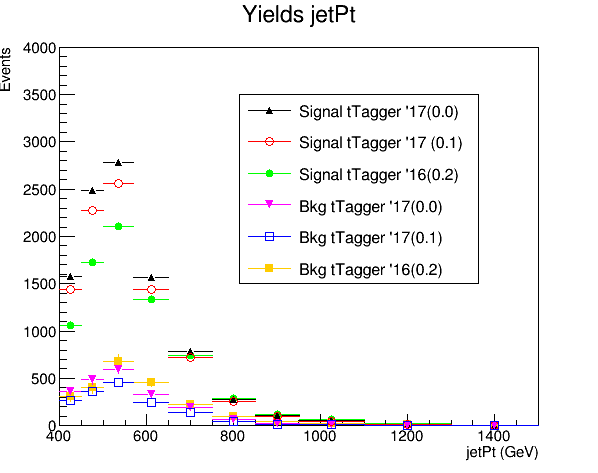 Yields jetPt
Events
4000
3500
3000
2500
2000
1500
1000
500
0
400
600
800
1000
1200
1400
jetPt (GeV)
Signal tTagger '17(0.0)
Signal tTagger '17 (0.1)
Signal tTagger '16(0.2)
Bkg tTagger '17(0.0)
Bkg tTagger '17(0.1)
Bkg tTagger '16(0.2)